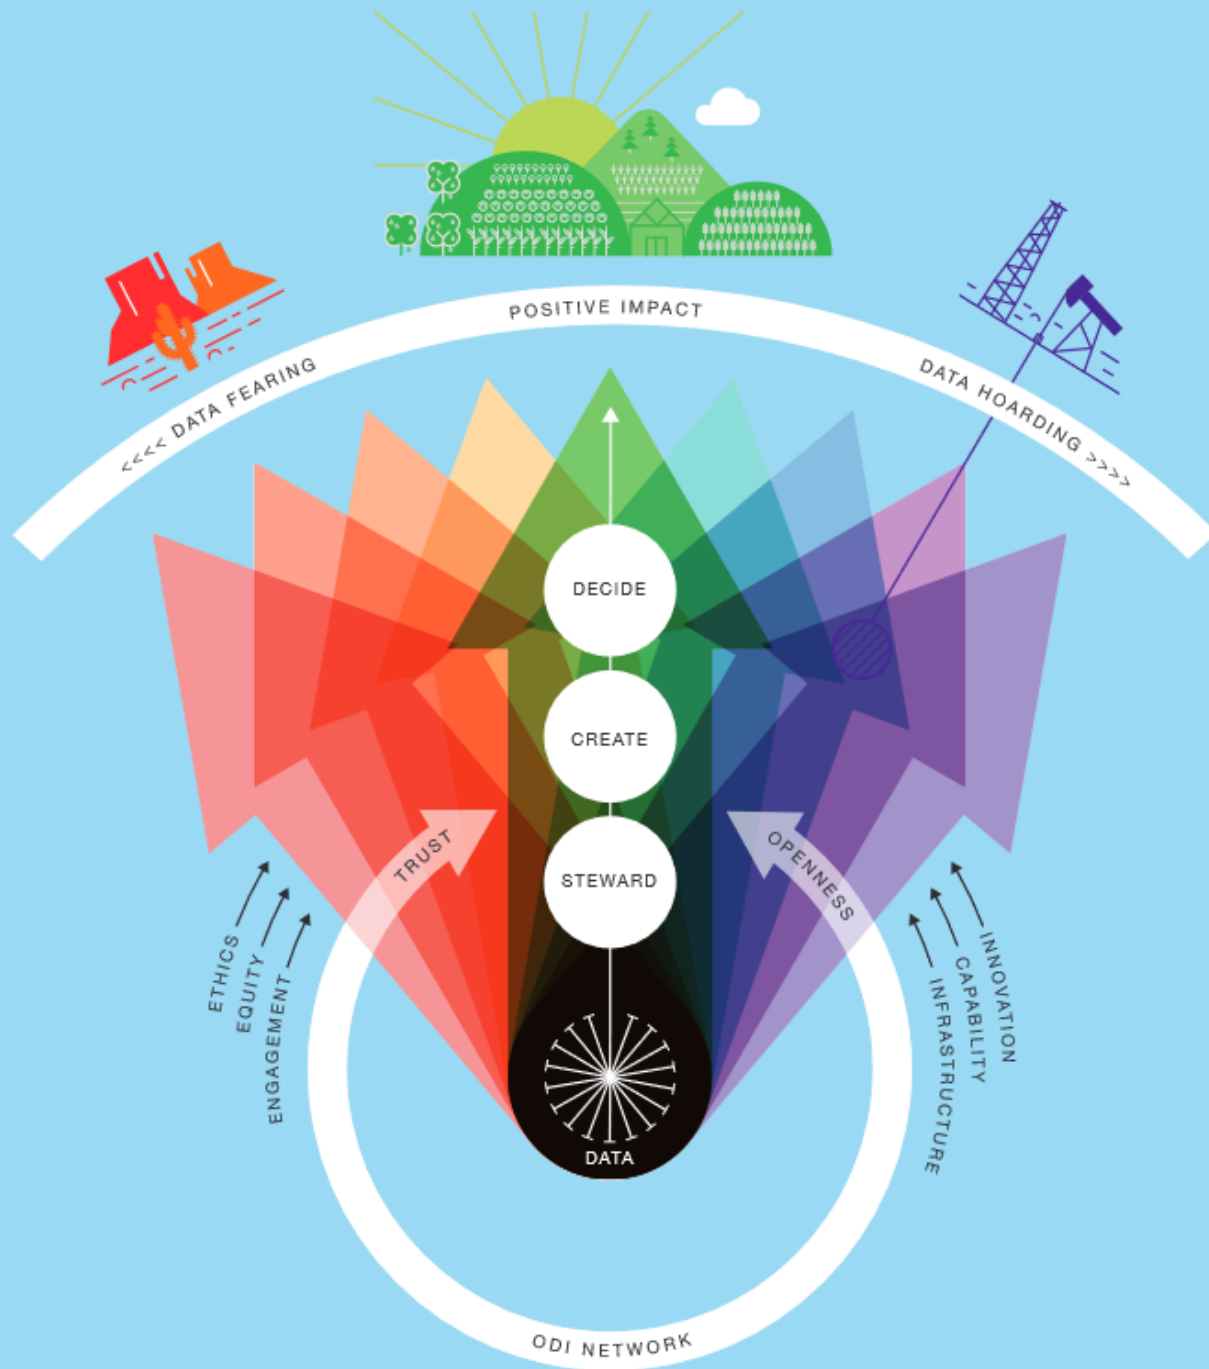 POSITIVE IMPACT
<<<< DATA FEARING
DATA HOARDING >>>>
DECIDE
CREATE
STEWARD
TRUST
OPENNESS
ETHICS
EQUITY
ENGAGEMENT
INNOVATION
CAPABILITY
INFRASTRUCTURE
DATA
ODI NETWORK